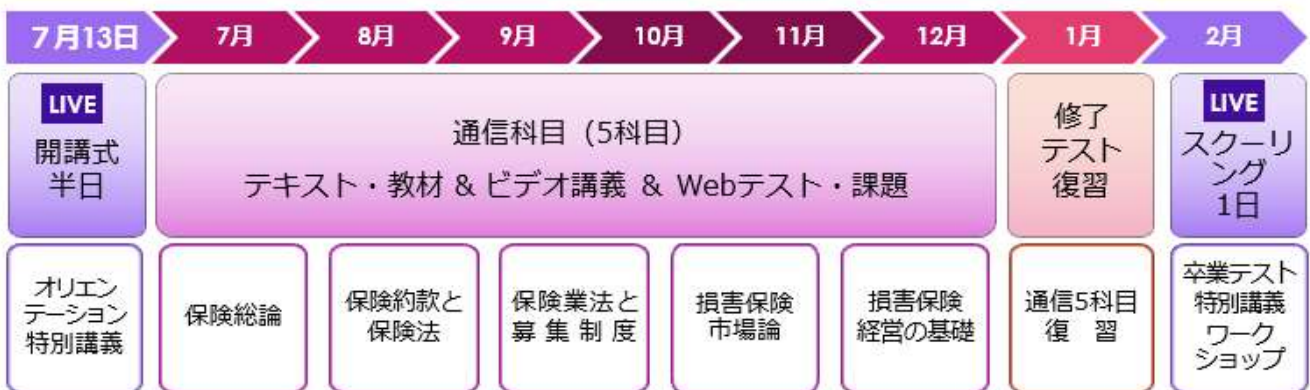 7月13日
7月
8月
9月
10月
11月
12月
1月
2月
LIVE
開講式
半日
通信科目（5科目）
テキスト・教材 & ビデオ講義 & Webテスト・課題
修了
テスト
復習
LIVE
スクーリ
ング
1日
オリエン
テーション
特別講義
保険総論
保険約款と
保険法
保険業法と
募集制度
損害保険
市場論
損害保険
経営の基礎
通信5科目
復 習
卒業テスト
特別講義
ワーク
ショップ